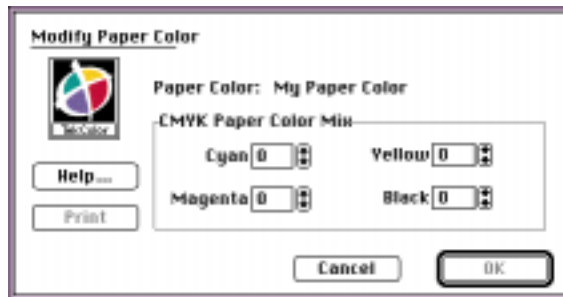 Modify Paper Color
TekColor
Paper Color: My Paper Color
CMYK Paper Color Mix
Cyan 0
Yellow 0
Magenta 0
Black 0
Help...
Print
Cancel
OK